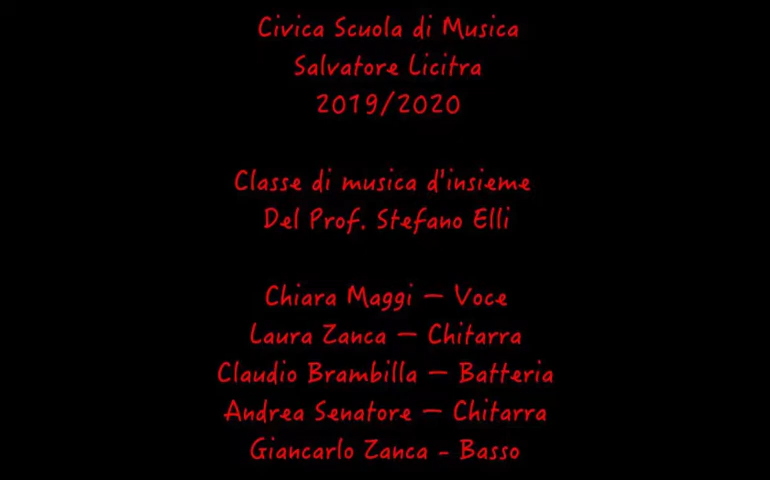 Civica Scuola di Musica
Salvatore Licitra
2019/2020
Classe di musica d'insieme
Del Prof. Stefano Elli
Chiara Maggi – Voce
Laura Zanca – Chitarra
Claudio Brambilla – Batteria
Andrea Senatore – Chitarra
Giancarlo Zanca - Basso